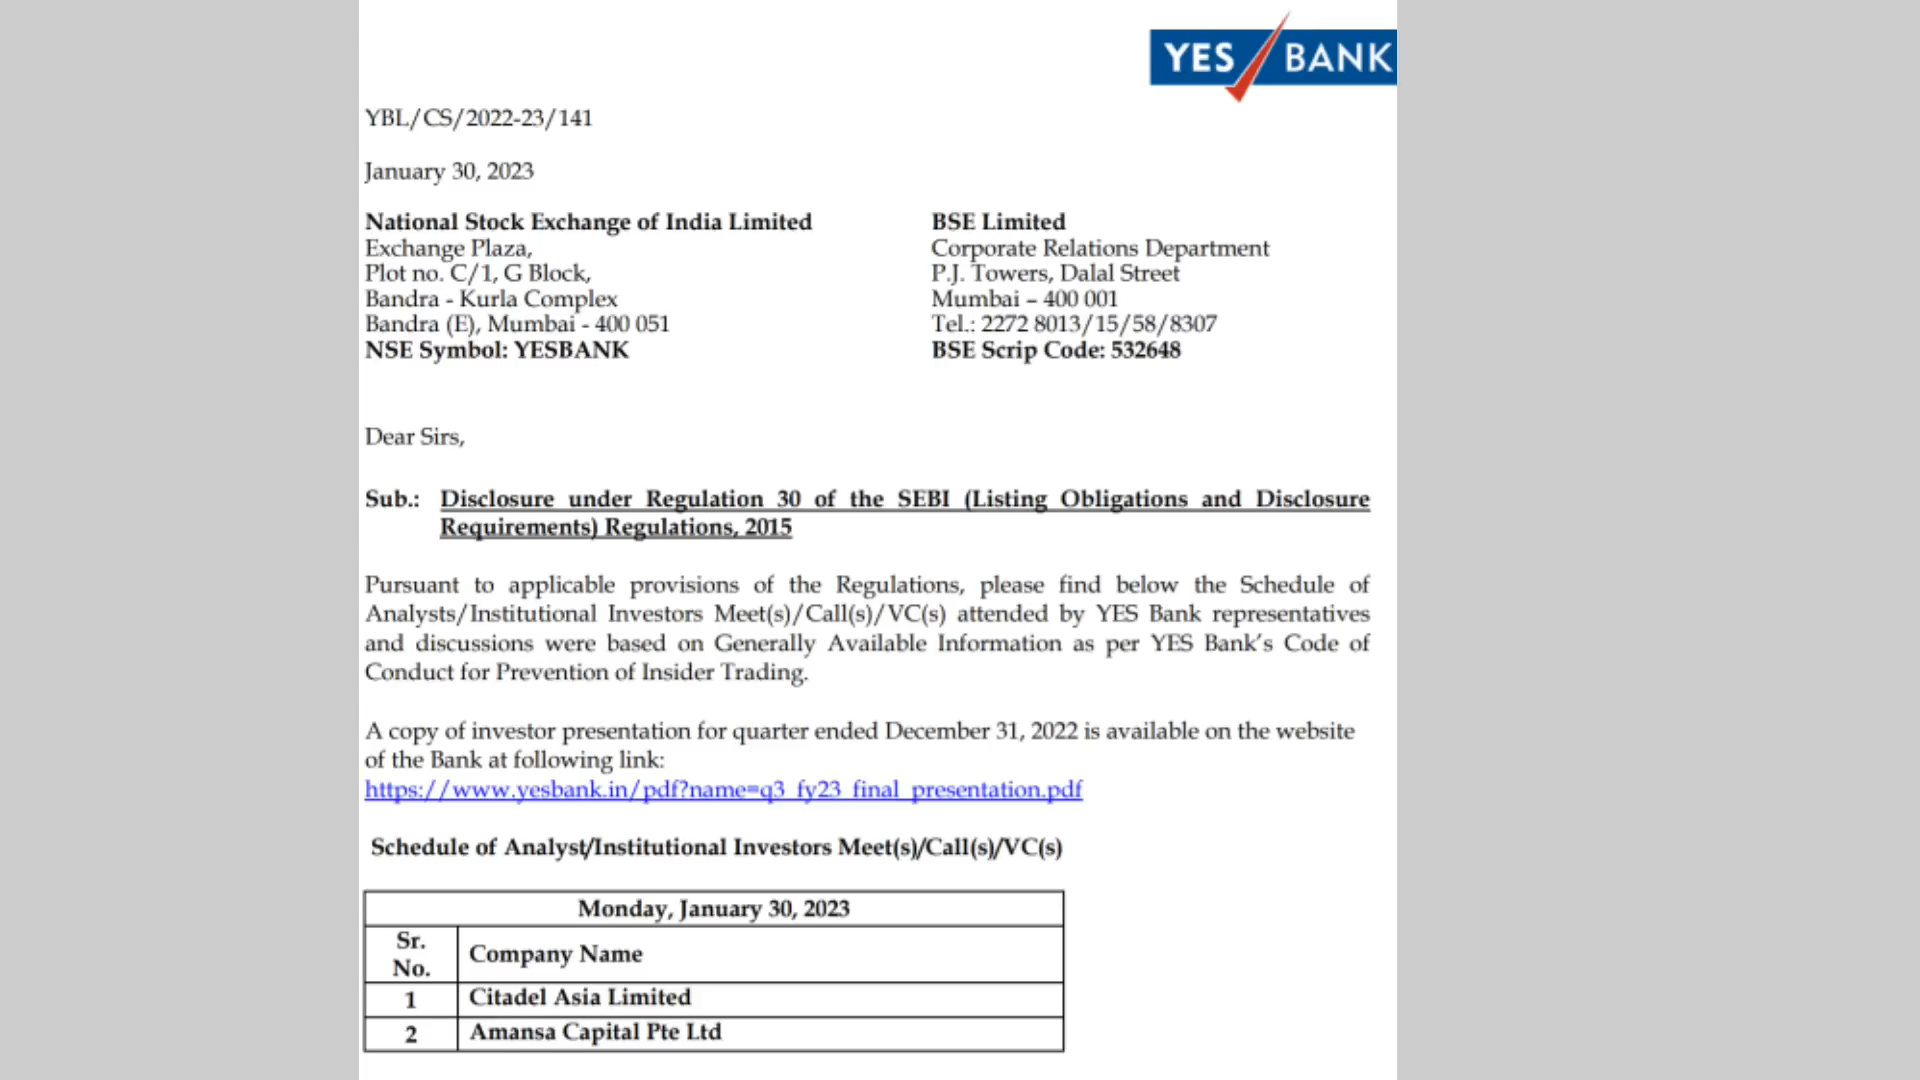 YES BANK
YBL/CS/2022-23/141
January 30, 2023
National Stock Exchange of India Limited
Exchange Plaza,
Plot no. C/1, G Block,
Bandra - Kurla Complex
Bandra (E), Mumbai - 400 051
NSE Symbol: YESBANK
BSE Limited
Corporate Relations Department
P.J. Towers, Dalal Street
Mumbai – 400 001
Tel.: 2272 8013/15/58/8307
BSE Scrip Code: 532648
Dear Sirs,
Sub.: Disclosure under Regulation 30 of the SEBI (Listing Obligations and Disclosure
Requirements) Regulations, 2015
Pursuant to applicable provisions of the Regulations, please find below the Schedule of
Analysts/Institutional Investors Meet(s)/Call(s)/VC(s) attended by YES Bank representatives
and discussions were based on Generally Available Information as per YES Bank’s Code of
Conduct for Prevention of Insider Trading.
A copy of investor presentation for quarter ended December 31, 2022 is available on the website
of the Bank at following link:
https://www.yesbank.in/pdf?name=q3_fy23_final_presentation.pdf
Schedule of Analyst/Institutional Investors Meet(s)/Call(s)/VC(s)
Monday, January 30, 2023
Sr.
No.
Company Name
1 Citadel Asia Limited
2 Amansa Capital Pte Ltd